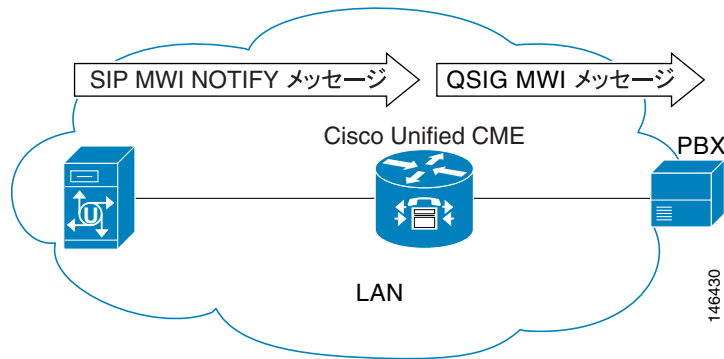 SIP MWI NOTIFY メッセージ
QSIG MWI メッセージ
Cisco Unified CME
PBX
U
LAN
146430